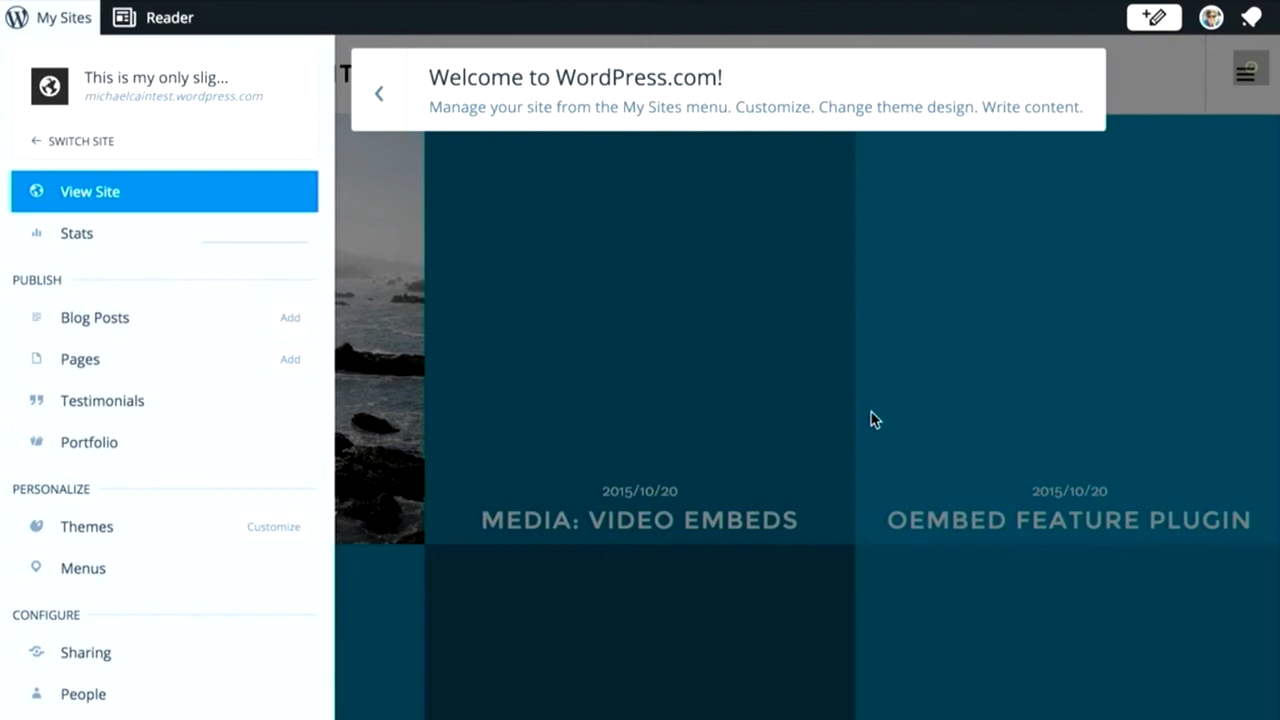 My Sites
Reader
This is my only slig...
michaelcaintest.wordpress.com
SWITCH SITE
View Site
Stats
PUBLISH
Blog Posts
Add
Pages
Add
Testimonials
Portfolio
PERSONALIZE
Themes
Customize
Menus
CONFIGURE
Sharing
People
Welcome to WordPress.com!
Manage your site from the My Sites menu. Customize. Change theme design. Write content.
2015/10/20
MEDIA: VIDEO EMBEDS
2015/10/20
OEMBED FEATURE PLUGIN